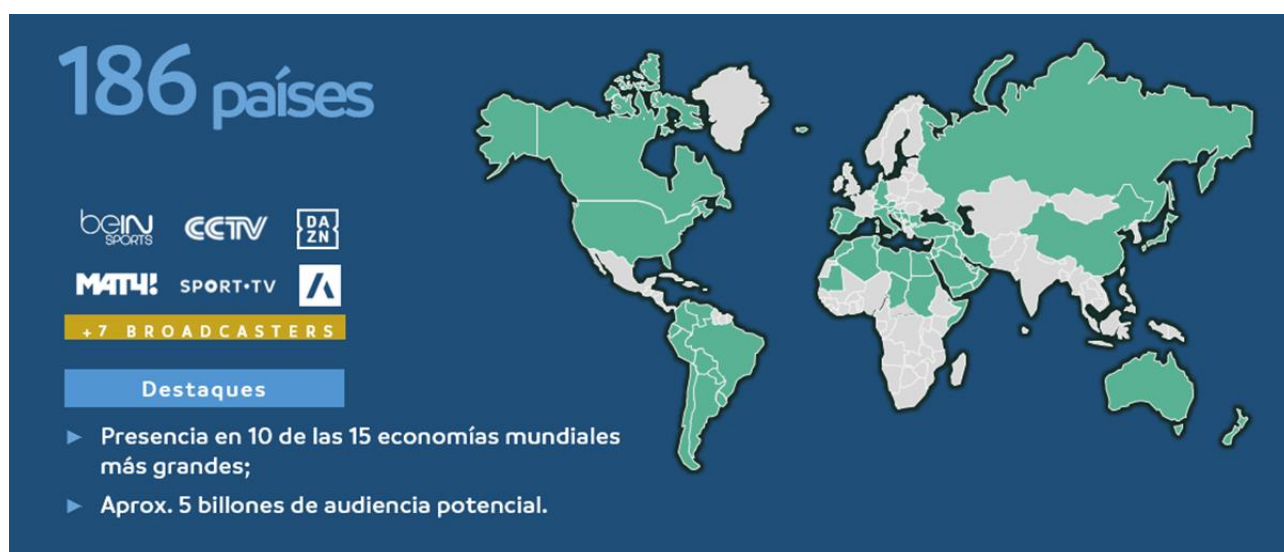 186 países
beIN SPORTS CCTV DAZN
MATЧ! SPORT•TV
+7 BROADCASTERS
Destaques
Presencia en 10 de las 15 economías mundiales
más grandes;
Aprox. 5 billones de audiencia potencial.